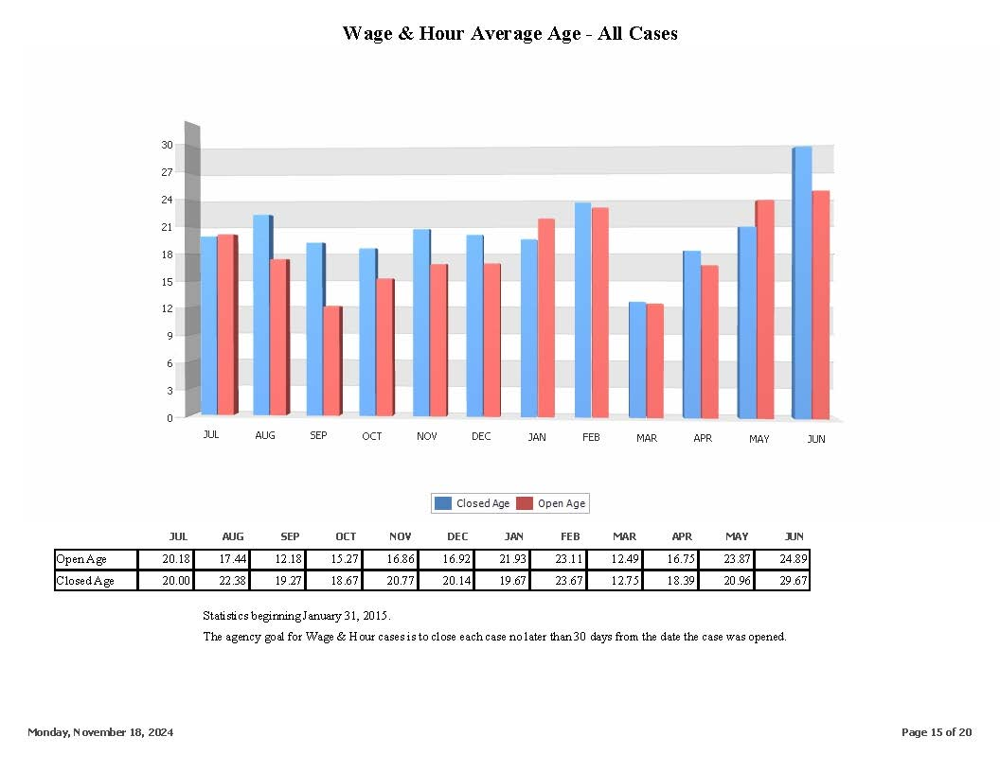 Wage & Hour Average Age - All Cases
30
27
24
21
18
15
12
9
6
3
0
JUL AUG SEP OCT NOV DEC JAN FEB MAR APR MAY JUN
Closed Age Open Age
JUL AUG SEP OCT NOV DEC JAN FEB MAR APR MAY JUN
Open Age 20.18 17.44 12.18 15.27 16.86 16.92 21.93 23.11 12.49 16.75 23.87 24.89
Closed Age 20.00 22.38 19.27 18.67 20.77 20.14 19.67 23.67 12.75 18.39 20.96 29.67
Statistics beginning January 31, 2015.
The agency goal for Wage & Hour cases is to close each case no later than 30 days from the date the case was opened.
Monday, November 18, 2024 Page 15 of 20